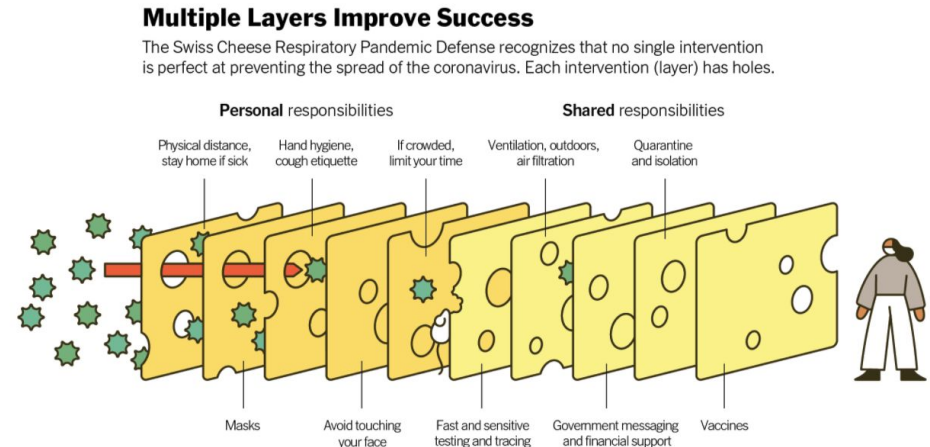 Multiple Layers Improve Success
The Swiss Cheese Respiratory Pandemic Defense recognizes that no single intervention
is perfect at preventing the spread of the coronavirus. Each intervention (layer) has holes.
Personal responsibilities
Shared responsibilities
Physical distance,
stay home if sick
Hand hygiene,
cough etiquette
If crowded,
limit your time
Ventilation, outdoors,
air filtration
Quarantine
and isolation
Masks
Avoid touching
your face
Fast and sensitive
testing and tracing
Government messaging
and financial support
Vaccines